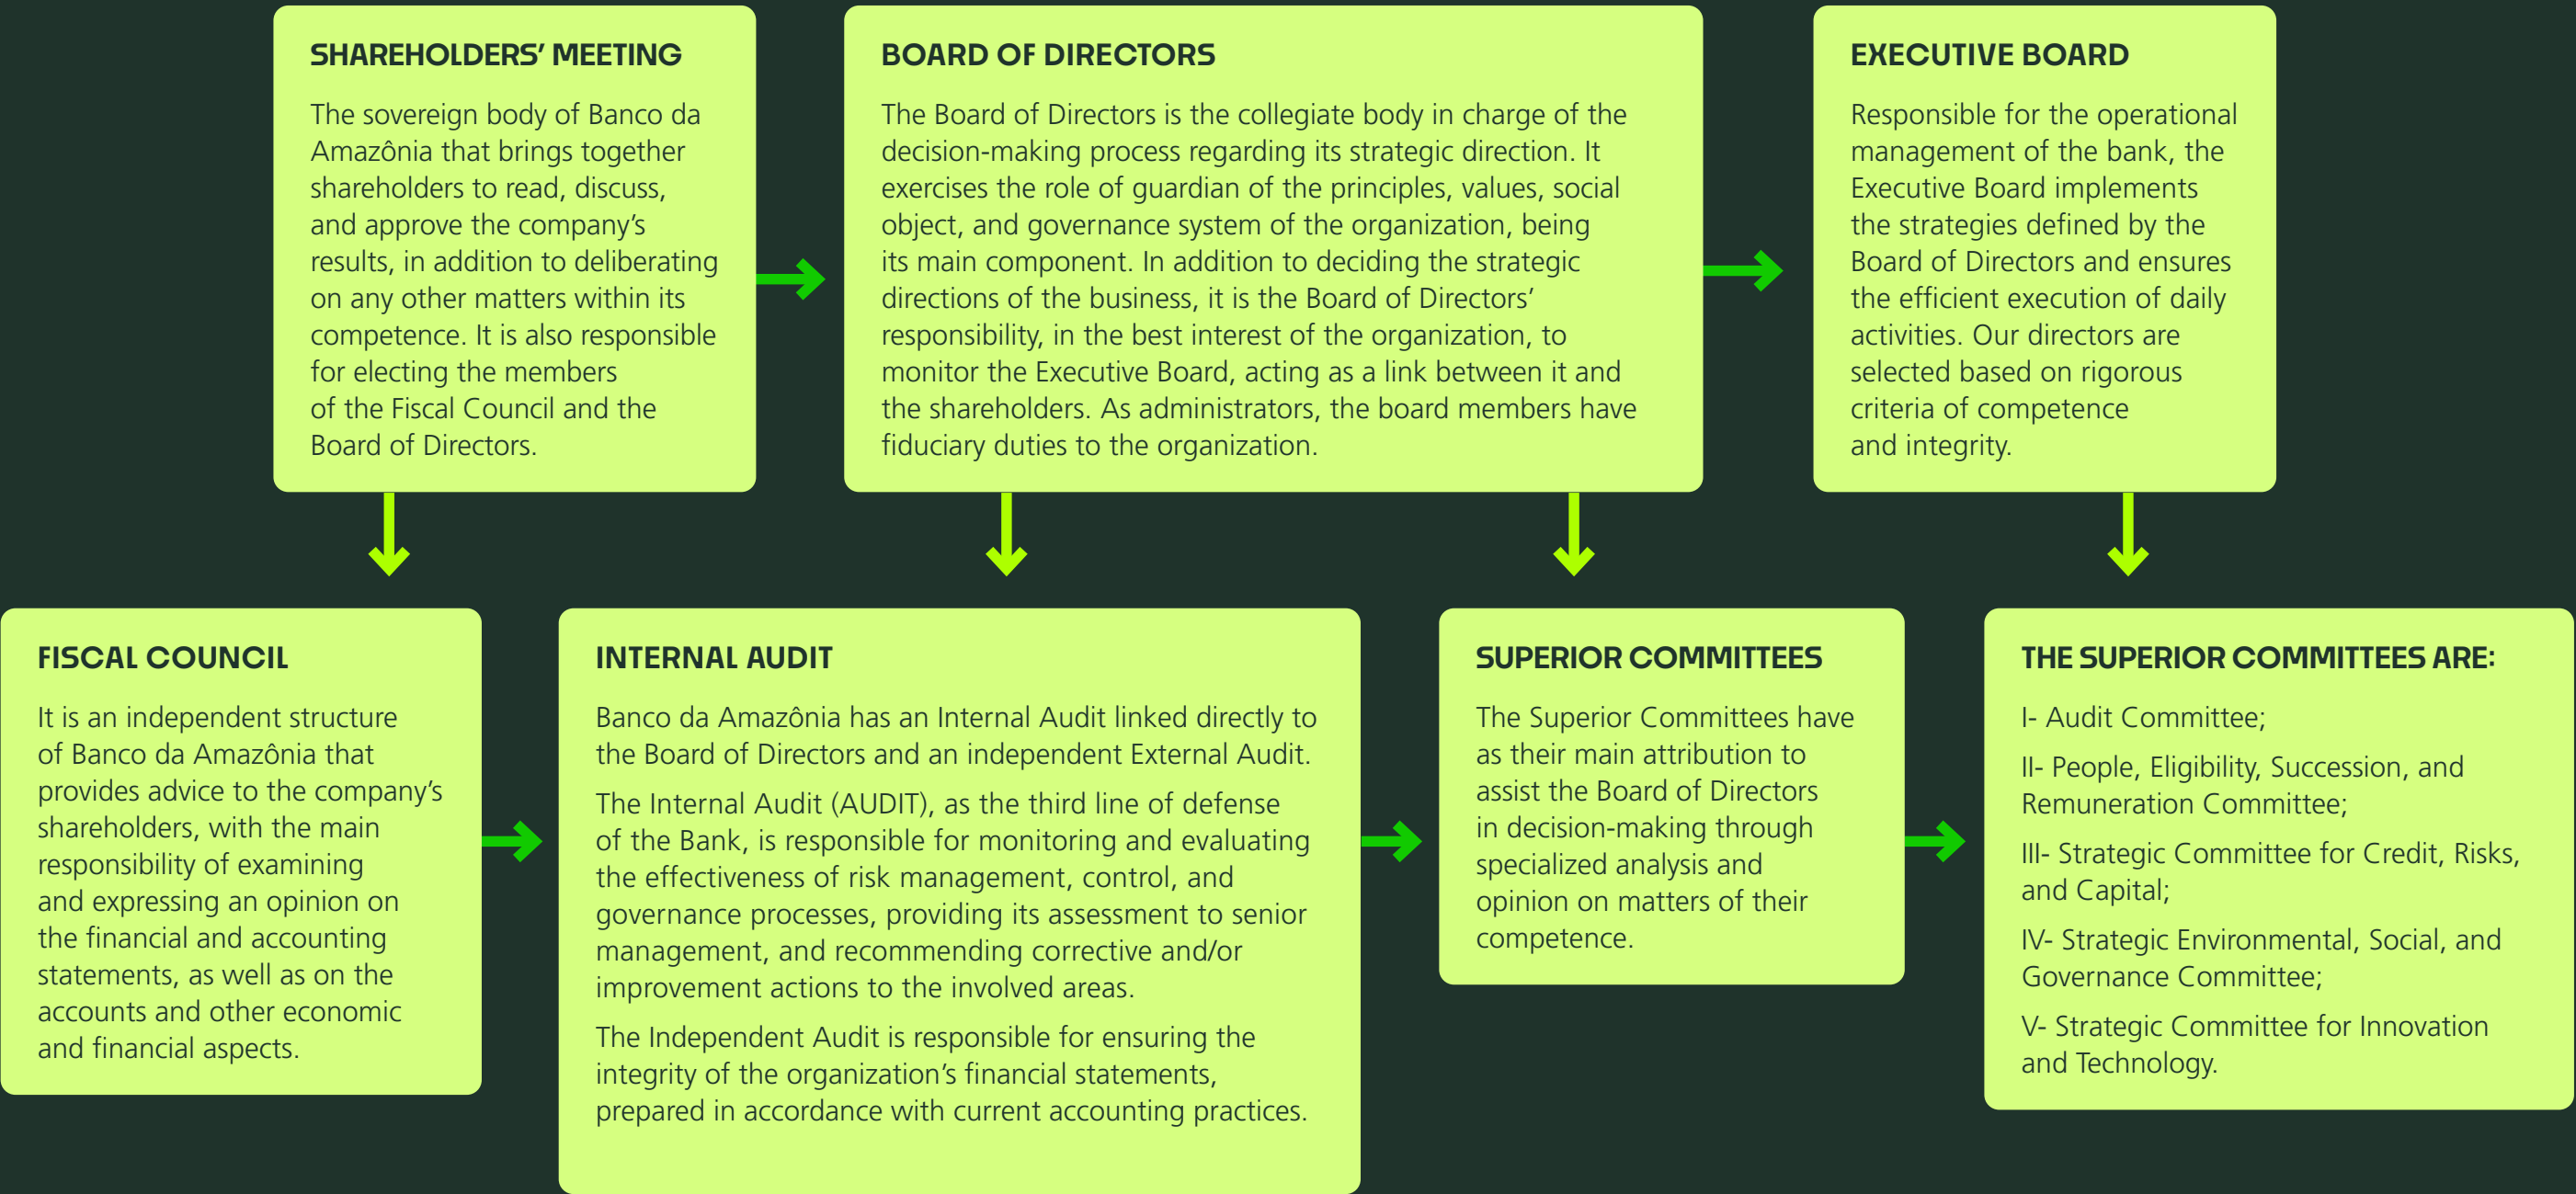 SHAREHOLDERS’ MEETING
The sovereign body of Banco da
Amazônia that brings together
shareholders to read, discuss,
and approve the company’s
results, in addition to deliberating
on any other matters within its
competence. It is also responsible
for electing the members
of the Fiscal Council and the
Board of Directors.
BOARD OF DIRECTORS
The Board of Directors is the collegiate body in charge of the
decision-making process regarding its strategic direction. It
exercises the role of guardian of the principles, values, social
object, and governance system of the organization, being
its main component. In addition to deciding the strategic
directions of the business, it is the Board of Directors’
responsibility, in the best interest of the organization, to
monitor the Executive Board, acting as a link between it and
the shareholders. As administrators, the board members have
fiduciary duties to the organization.
EXECUTIVE BOARD
Responsible for the operational
management of the bank, the
Executive Board implements
the strategies defined by the
Board of Directors and ensures
the efficient execution of daily
activities. Our directors are
selected based on rigorous
criteria of competence
and integrity.
FISCAL COUNCIL
It is an independent structure
of Banco da Amazônia that
provides advice to the company’s
shareholders, with the main
responsibility of examining
and expressing an opinion on
the financial and accounting
statements, as well as on the
accounts and other economic
and financial aspects.
INTERNAL AUDIT
Banco da Amazônia has an Internal Audit linked directly to
the Board of Directors and an independent External Audit.
The Internal Audit (AUDIT), as the third line of defense
of the Bank, is responsible for monitoring and evaluating
the effectiveness of risk management, control, and
governance processes, providing its assessment to senior
management, and recommending corrective and/or
improvement actions to the involved areas.
The Independent Audit is responsible for ensuring the
integrity of the organization’s financial statements,
prepared in accordance with current accounting practices.
SUPERIOR COMMITTEES
The Superior Committees have
as their main attribution to
assist the Board of Directors
in decision-making through
specialized analysis and
opinion on matters of their
competence.
THE SUPERIOR COMMITTEES ARE:
I- Audit Committee;
II- People, Eligibility, Succession, and
Remuneration Committee;
III- Strategic Committee for Credit, Risks,
and Capital;
IV- Strategic Environmental, Social, and
Governance Committee;
V- Strategic Committee for Innovation
and Technology.